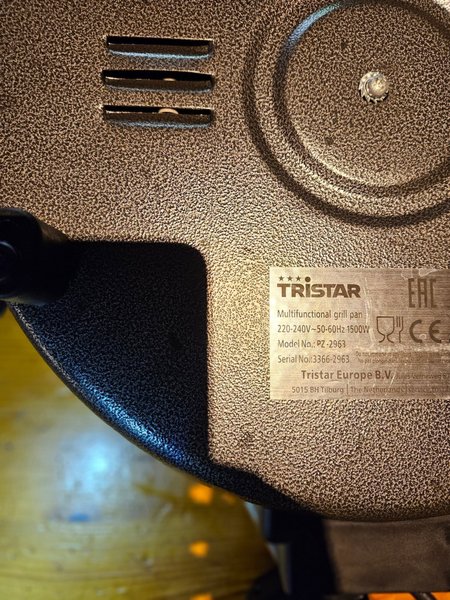 TRISTAR
EAC
Multifunctional grill pan
220-240V~50-60Hz 1500W
CE
Model No.: PZ-2963
Serial No.: 3366-2963
Tristar Europe B.V.
5015 BH Tilburg | The Netherlands